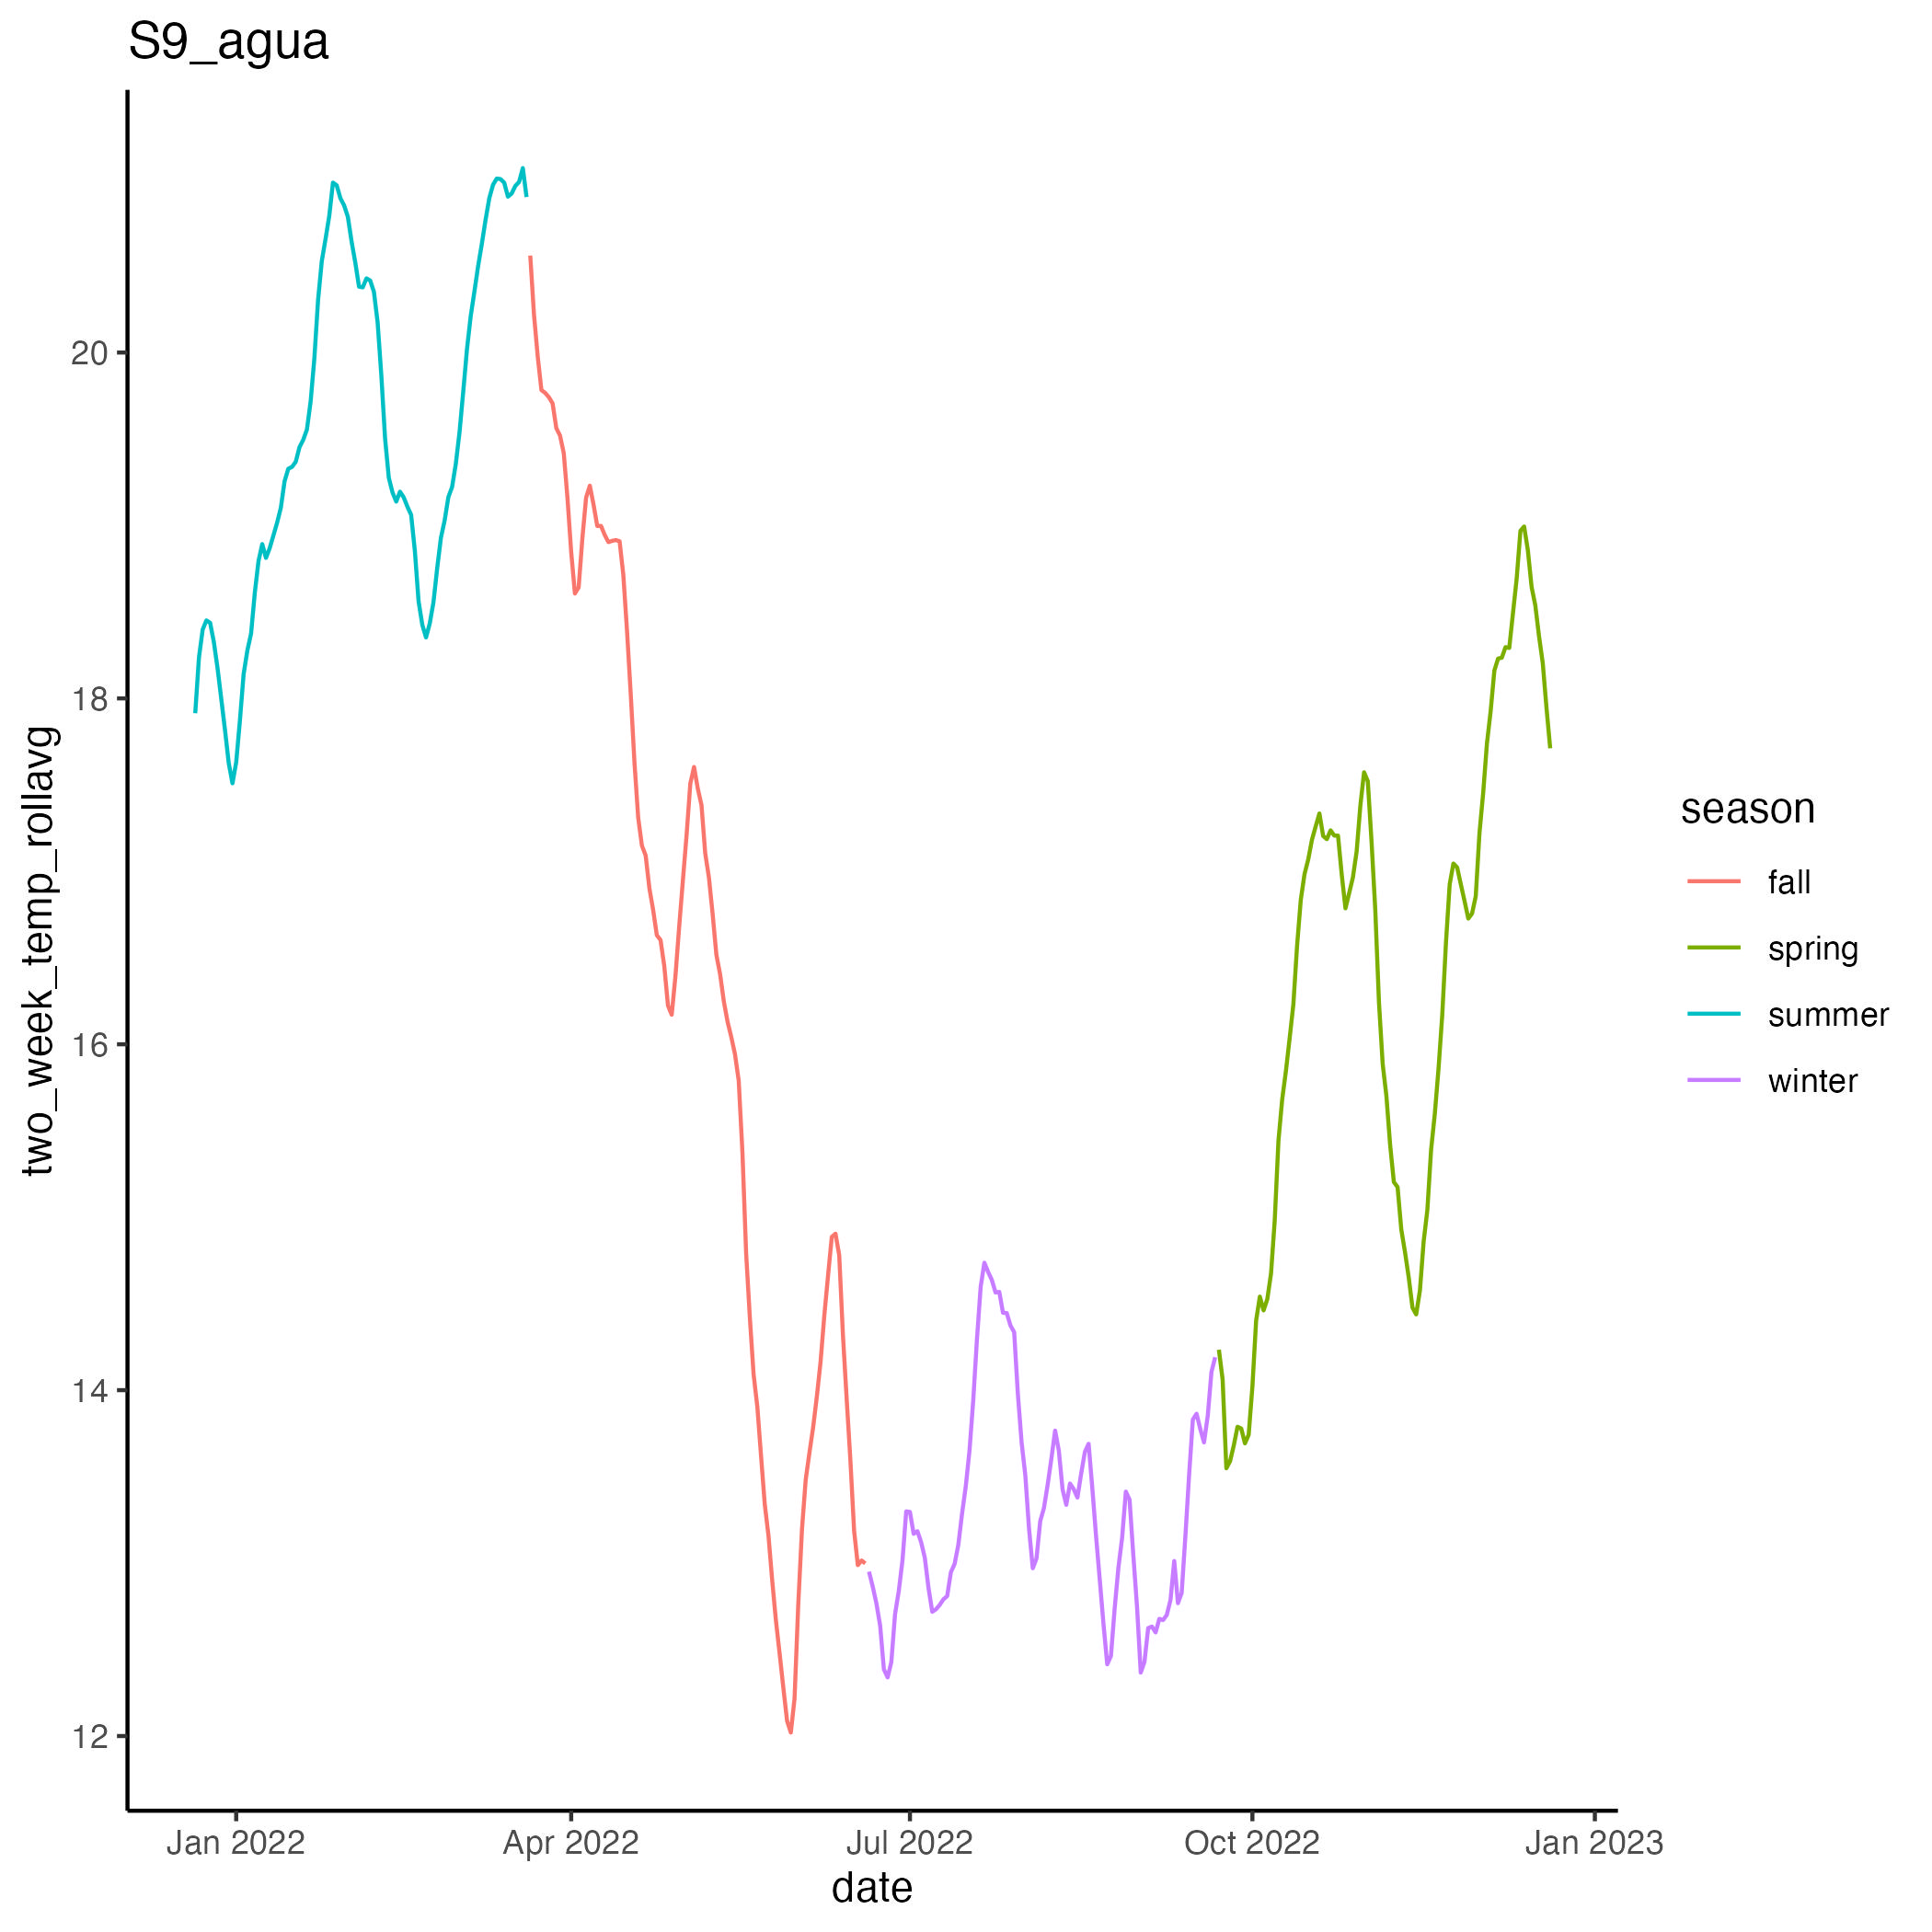 S9_agua
two_week_temp_rollavg
20
18
16
14
12
Jan 2022
Apr 2022
Jul 2022
Oct 2022
Jan 2023
date
season
fall
spring
summer
winter